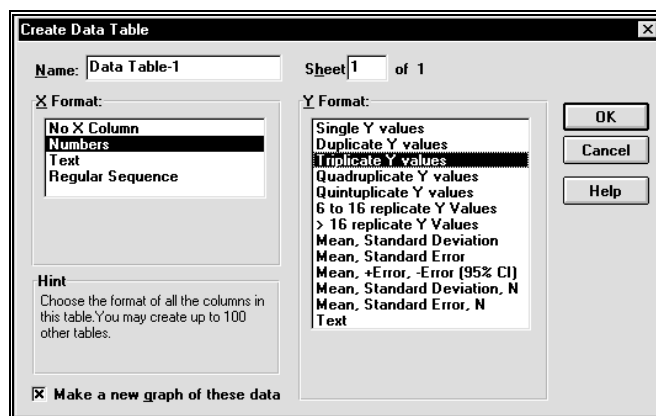 Create Data Table
Name: Data Table-1
Sheet 1 of 1
X Format:
No X Column
Numbers
Text
Regular Sequence
Hint
Choose the format of all the columns in
this table.You may create up to 100
other tables.
Make a new graph of these data
Y Format:
Single Y values
Duplicate Y values
Triplicate Y values
Quadruplicate Y values
Quintuplicate Y values
6 to 16 replicate Y Values
> 16 replicate Y Values
Mean, Standard Deviation
Mean, Standard Error
Mean, +Error, -Error (95% CI)
Mean, Standard Deviation, N
Mean, Standard Error, N
Text
OK
Cancel
Help